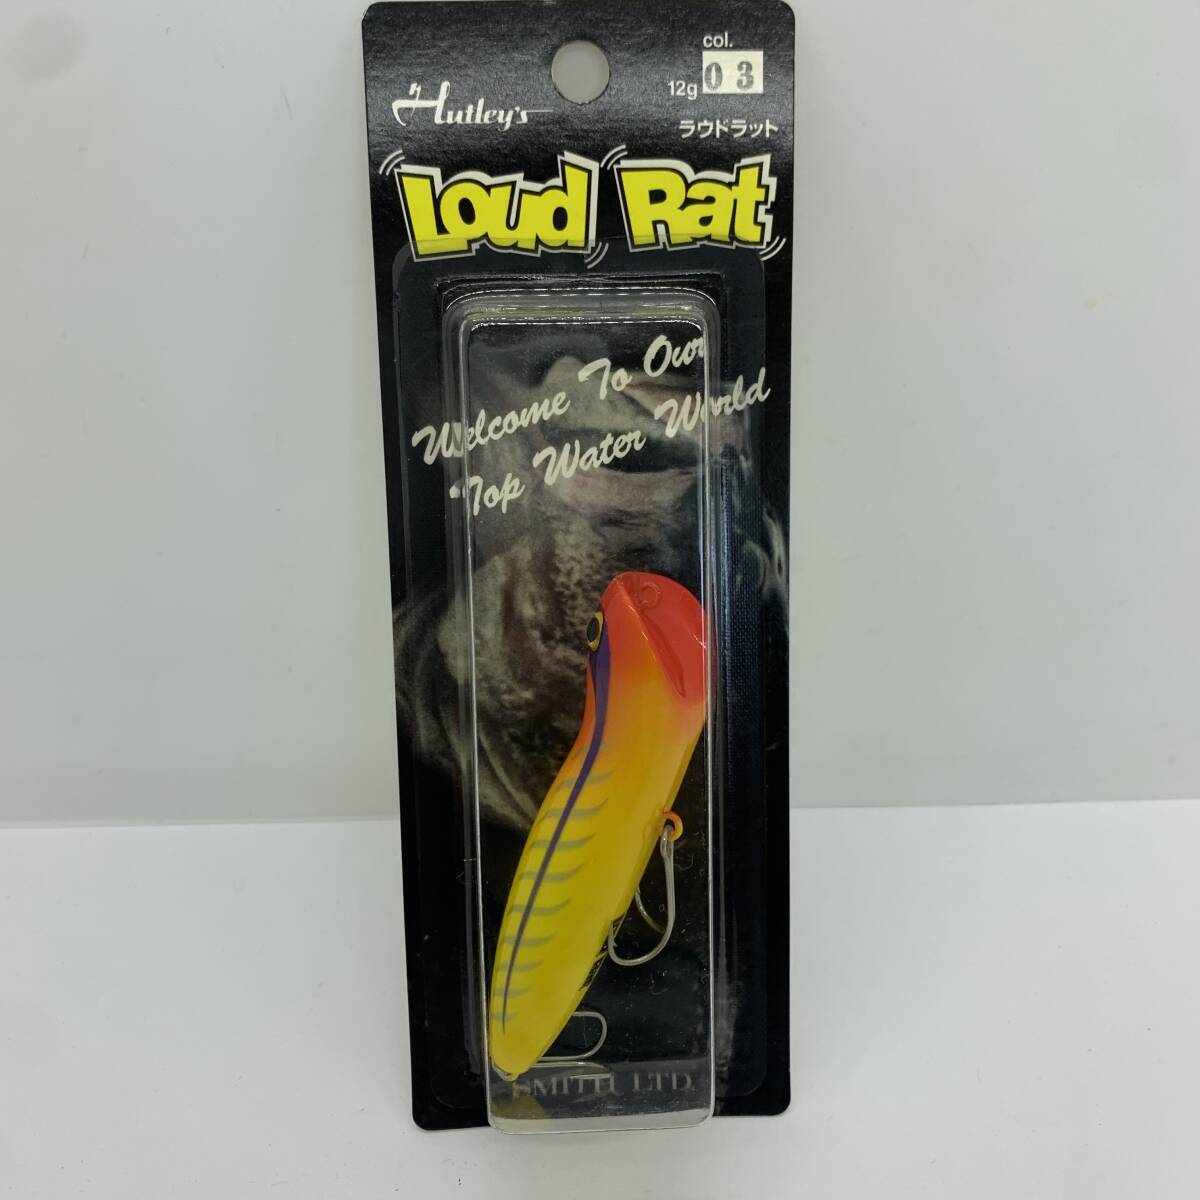 col.
12g 03
Hutley's
ラウドラット
Loud Rat
Welcome To Our
Top Water World
SMITH LTD.